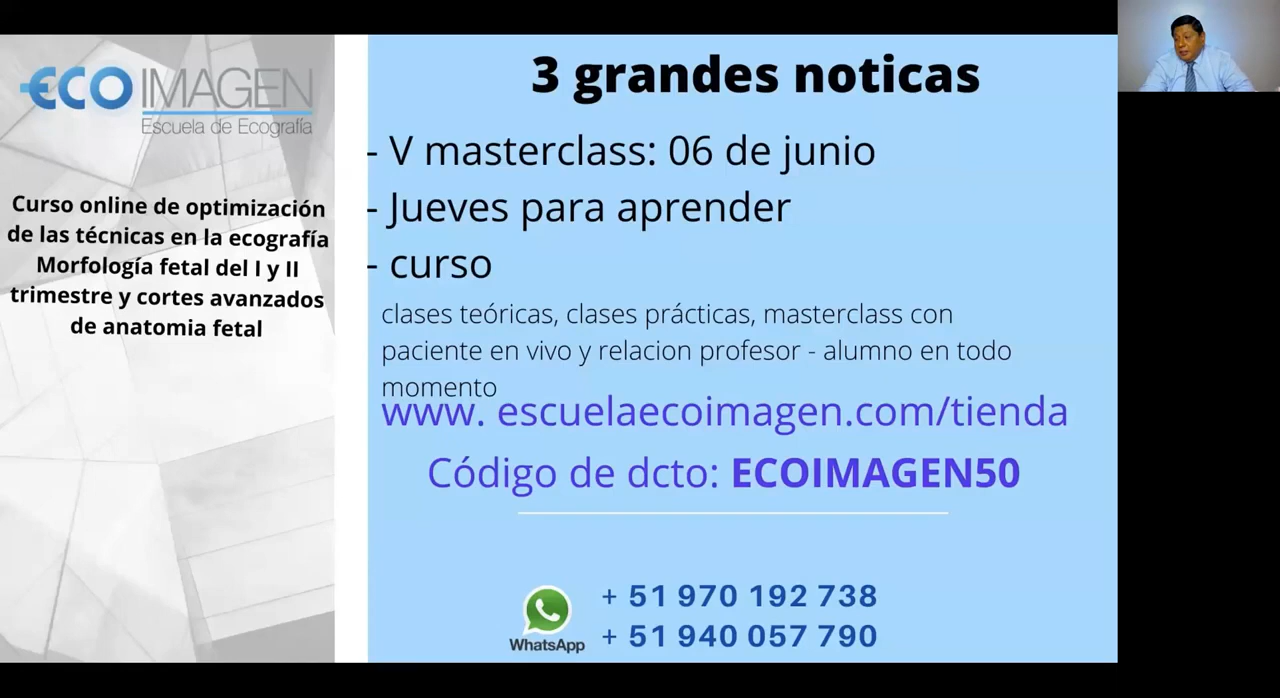 ECOIMAGEN
Escuela de Ecografía
Curso online de optimización
de las técnicas en la ecografía
Morfología fetal del I y II
trimestre y cortes avanzados
de anatomia fetal
3 grandes noticas
- V masterclass: 06 de junio
- Jueves para aprender
- curso
clases teóricas, clases prácticas, masterclass con
paciente en vivo y relacion profesor - alumno en todo
momento
www. escuelaecoimagen.com/tienda
Código de dcto: ECOIMAGEN50
+ 51 970 192 738
WhatsApp
+ 51 940 057 790